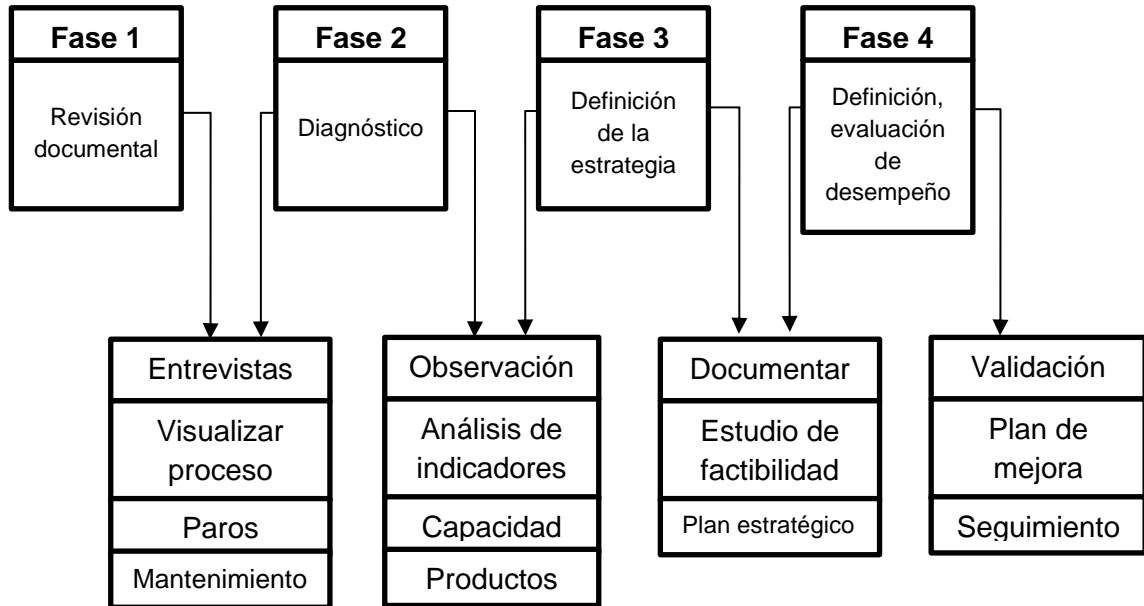 Fase 1
Revisión
documental
Fase 2
Diagnóstico
Fase 3
Definición
de la
estrategia
Fase 4
Definición,
evaluación
de
desempeño
Entrevistas
Visualizar
proceso
Paros
Mantenimiento
Observación
Análisis de
indicadores
Capacidad
Productos
Documentar
Estudio de
factibilidad
Plan estratégico
Validación
Plan de
mejora
Seguimiento